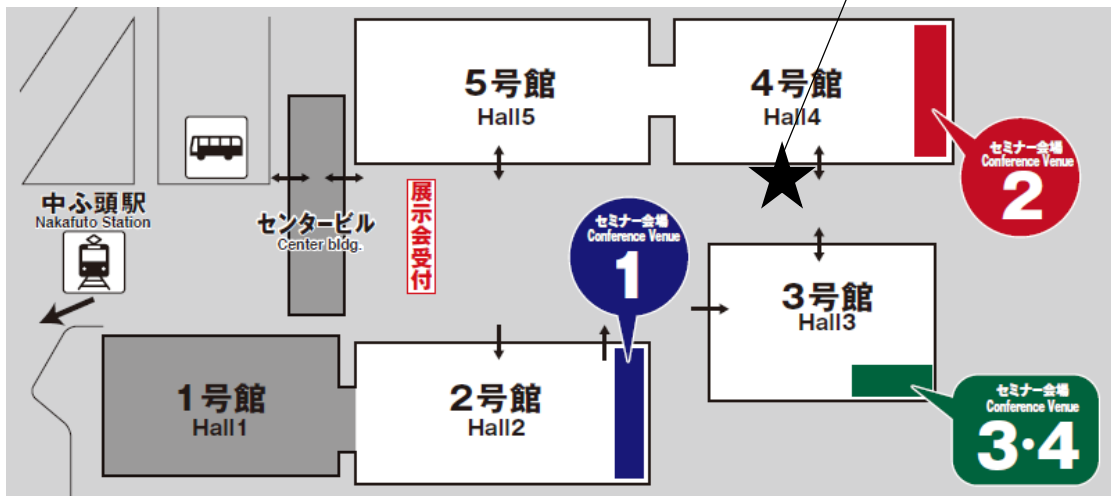 5号館
Hall5
4号館
Hall4
セミナー会場
Conference Venue
2
中ふ頭駅
Nakafuto Station
センタービル
Center bldg.
展示会受付
セミナー会場
Conference Venue
1
3号館
Hall3
1号館
Hall1
2号館
Hall2
セミナー会場
Conference Venue
3・4